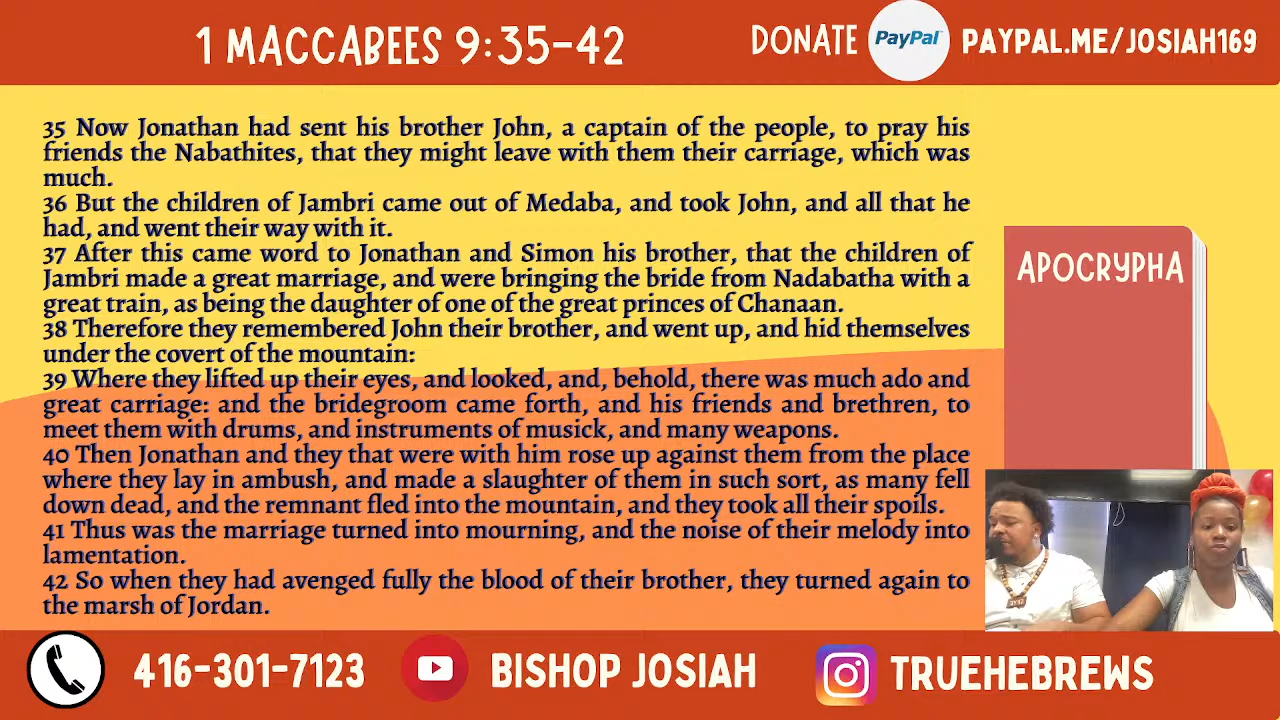 1 MACCABEES 9:35-42
DONATE PayPal PAYPAL.ME/JOSIAH169
35 Now Jonathan had sent his brother John, a captain of the people, to pray his
friends the Nabathites, that they might leave with them their carriage, which was
much.
36 But the children of Jambri came out of Medaba, and took John, and all that he
had, and went their way with it.
37 After this came word to Jonathan and Simon his brother, that the children of
Jambri made a great marriage, and were bringing the bride from Nadabatha with a
great train, as being the daughter of one of the great princes of Chanaan.
38 Therefore they remembered John their brother, and went up, and hid themselves
under the covert of the mountain:
39 Where they lifted up their eyes, and looked, and, behold, there was much ado and
great carriage: and the bridegroom came forth, and his friends and brethren, to
meet them with drums, and instruments of musick, and many weapons.
40 Then Jonathan and they that were with him rose up against them from the place
where they lay in ambush, and made a slaughter of them in such sort, as many fell
down dead, and the remnant fled into the mountain, and they took all their spoils.
41 Thus was the marriage turned into mourning, and the noise of their melody into
lamentation.
42 So when they had avenged fully the blood of their brother, they turned again to
the marsh of Jordan.
APOCRYPHA
416-301-7123 BISHOP JOSIAH TRUEHEBREWS